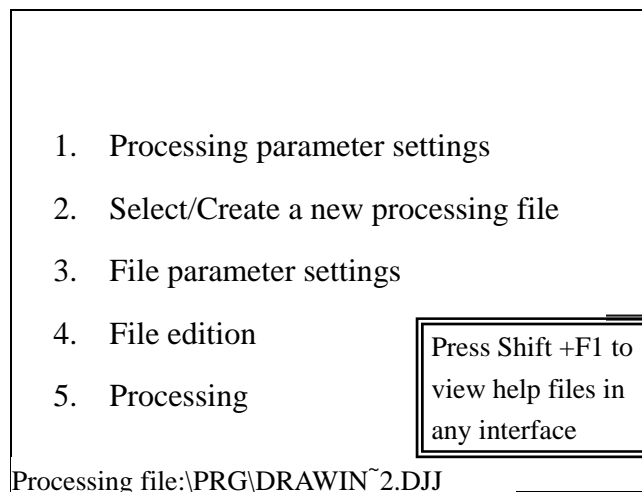 1. Processing parameter settings
2. Select/Create a new processing file
3. File parameter settings
4. File edition
5. Processing
Press Shift +F1 to
view help files in
any interface
Processing file:\PRG\DRAWIN~2.DJJ